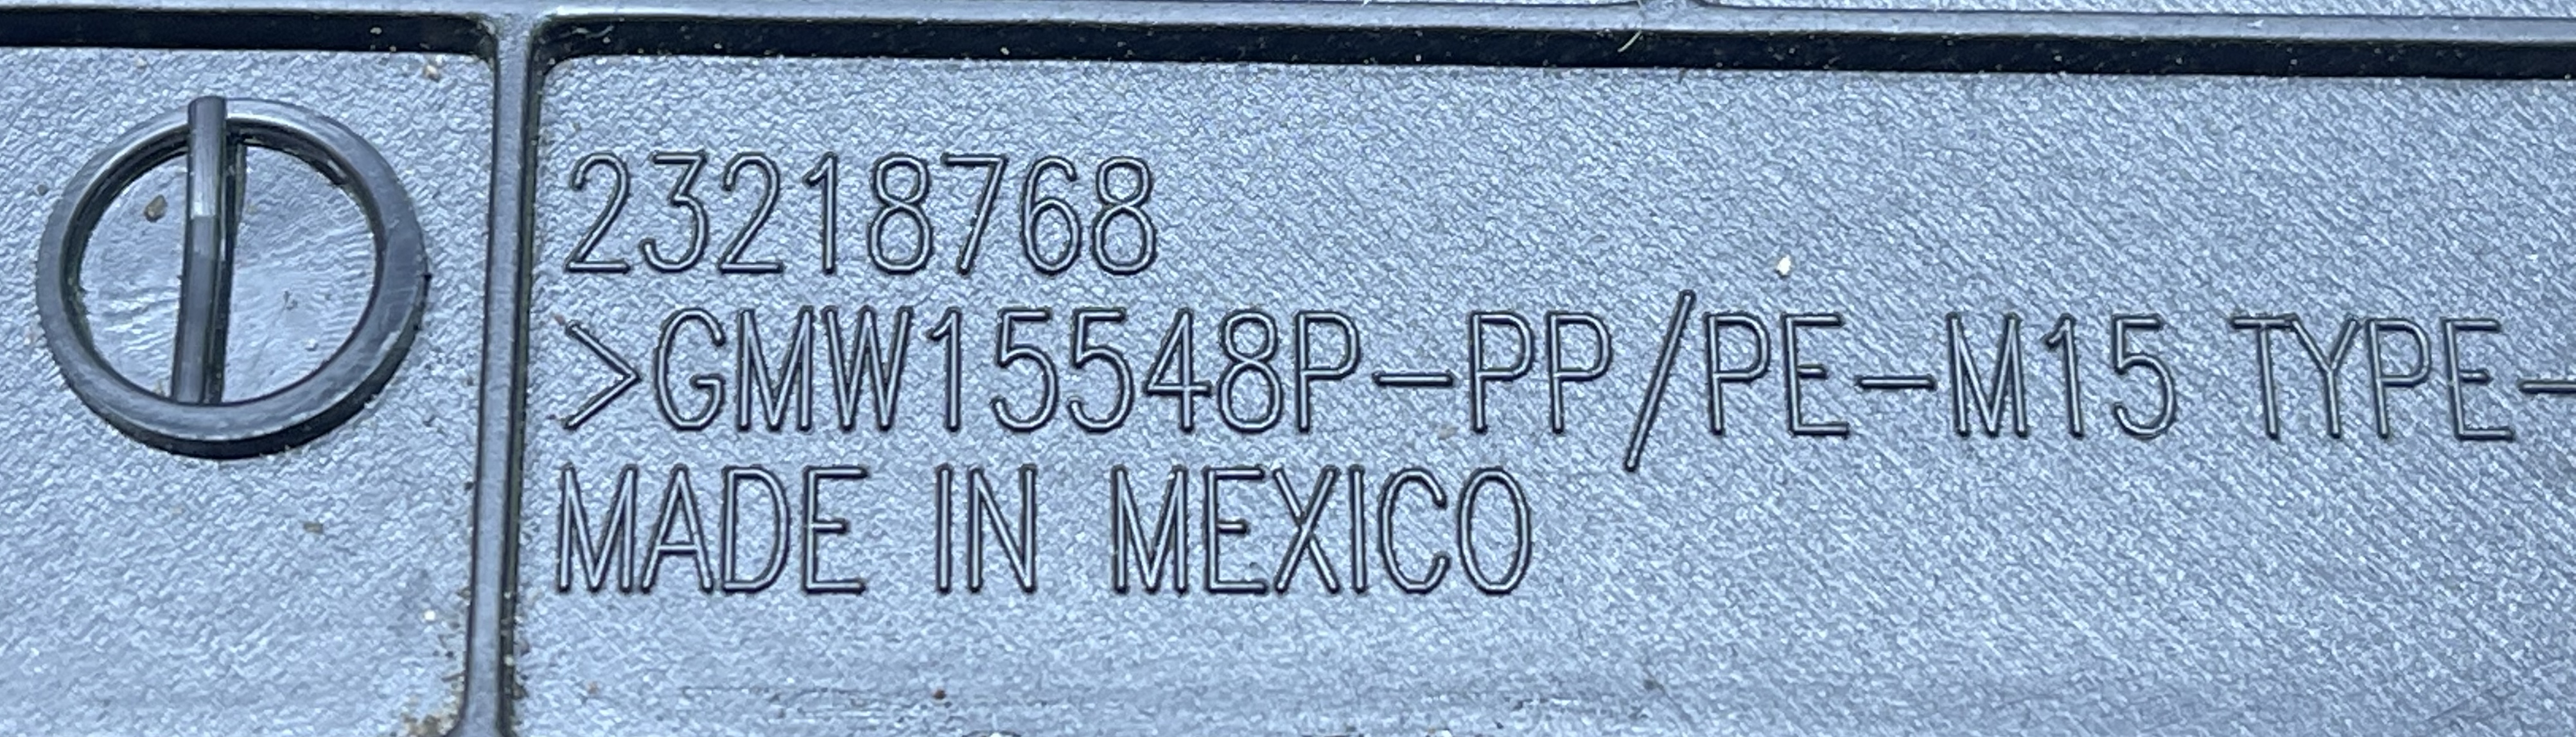 23218768
>GMW15548P-PP/PE-M15 TYPE-
MADE IN MEXICO